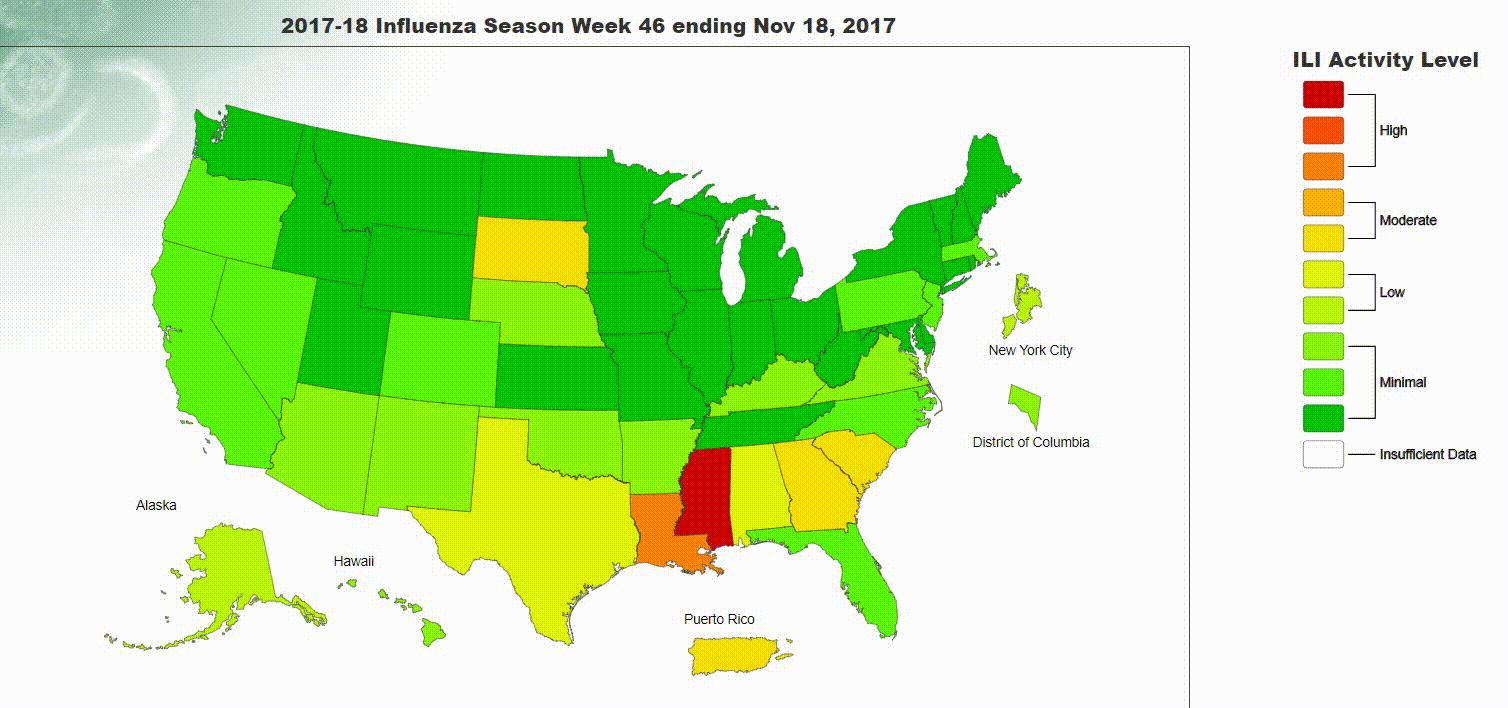 2017-18 Influenza Season Week 46 ending Nov 18, 2017
ILI Activity Level
High
Moderate
Low
Minimal
Insufficient Data
New York City
District of Columbia
Alaska
Hawaii
Puerto Rico